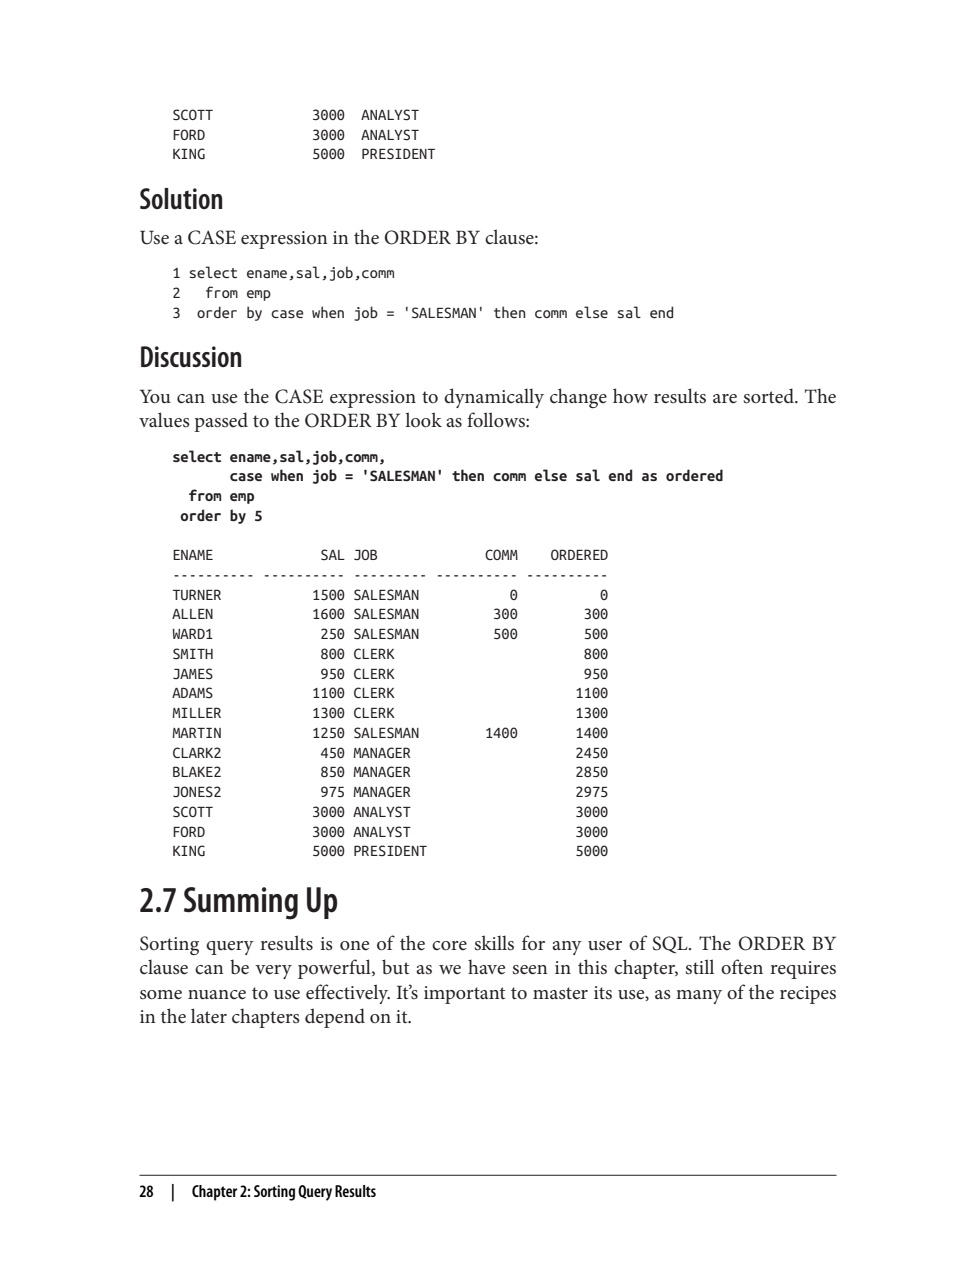 SCOTT 3000 ANALYST
FORD 3000 ANALYST
KING 5000 PRESIDENT
Solution
Use a CASE expression in the ORDER BY clause:
1 select ename,sal,job,comm
2 from emp
3 order by case when job = 'SALESMAN' then comm else sal end
Discussion
You can use the CASE expression to dynamically change how results are sorted. The
values passed to the ORDER BY look as follows:
select ename,sal,job,comm,
case when job = 'SALESMAN' then comm else sal end as ordered
from emp
order by 5
ENAME SAL JOB COMM ORDERED
---------- ---------- --------- ---------- ----------
TURNER 1500 SALESMAN 0 0
ALLEN 1600 SALESMAN 300 300
WARD1 250 SALESMAN 500 500
SMITH 800 CLERK 800
JAMES 950 CLERK 950
ADAMS 1100 CLERK 1100
MILLER 1300 CLERK 1300
MARTIN 1250 SALESMAN 1400 1400
CLARK2 450 MANAGER 2450
BLAKE2 850 MANAGER 2850
JONES2 975 MANAGER 2975
SCOTT 3000 ANALYST 3000
FORD 3000 ANALYST 3000
KING 5000 PRESIDENT 5000
2.7 Summing Up
Sorting query results is one of the core skills for any user of SQL. The ORDER BY
clause can be very powerful, but as we have seen in this chapter, still often requires
some nuance to use effectively. It’s important to master its use, as many of the recipes
in the later chapters depend on it.
28 | Chapter 2: Sorting Query Results